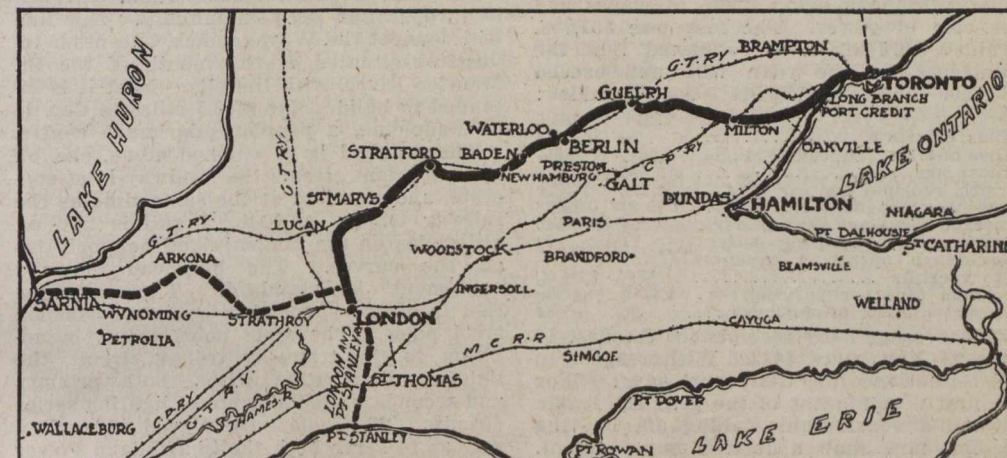 LAKE HURON
G.T.RY
BRAMPTON
G.T.RY
TORONTO
GUELPH
LONG BRANCH
PORT CREDIT
MILTON
WATERLOO
BERLIN
OAKVILLE
LAKE ONTARIO
STRATFORD
BADEN
PRESTON
NEW HAMBURG
C P RY
GALT
ST MARYS
DUNDAS
HAMILTON
NIAGARA
LUCAN
PARIS
PT DALHOUSIE
ST CATHARINE
G.T.RY
WOODSTOCK
BRANDFORD
BEAMSVILLE
ARKONA
INGERSOLL
SARNIA
WYNOMING
STRATHROY
LONDON
WELLAND
CAYUGA
PETROLIA
LONDON AND
PT STANLEY
M C R.R
SIMCOE
ST. THOMAS
C.P.RY
G T R Y
THAMES R.
PT DOVER
WALLACEBURG
PT STANLEY
PT ROWAN
LAKE ERIE